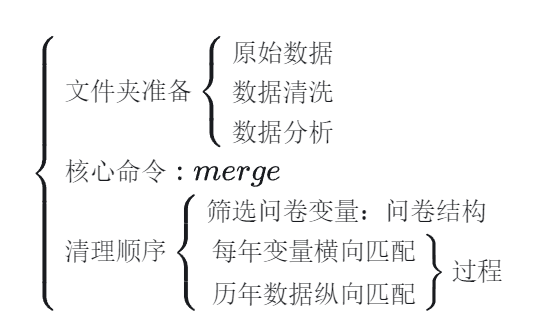 原始数据
文件夹准备
数据清洗
数据分析
核心命令：merge
筛选问卷变量：问卷结构
清理顺序
每年变量横向匹配
过程
历年数据纵向匹配